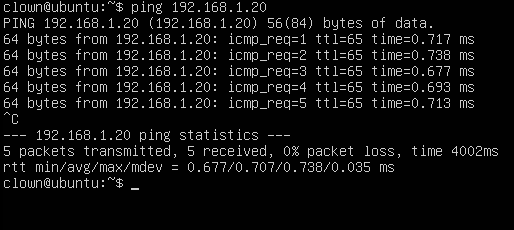 clown@ubuntu:~$ ping 192.168.1.20
PING 192.168.1.20 (192.168.1.20) 56(84) bytes of data.
64 bytes from 192.168.1.20: icmp_req=1 ttl=65 time=0.717 ms
64 bytes from 192.168.1.20: icmp_req=2 ttl=65 time=0.738 ms
64 bytes from 192.168.1.20: icmp_req=3 ttl=65 time=0.677 ms
64 bytes from 192.168.1.20: icmp_req=4 ttl=65 time=0.693 ms
64 bytes from 192.168.1.20: icmp_req=5 ttl=65 time=0.713 ms
^C
--- 192.168.1.20 ping statistics ---
5 packets transmitted, 5 received, 0% packet loss, time 4002ms
rtt min/avg/max/mdev = 0.677/0.707/0.738/0.035 ms
clown@ubuntu:~$ _